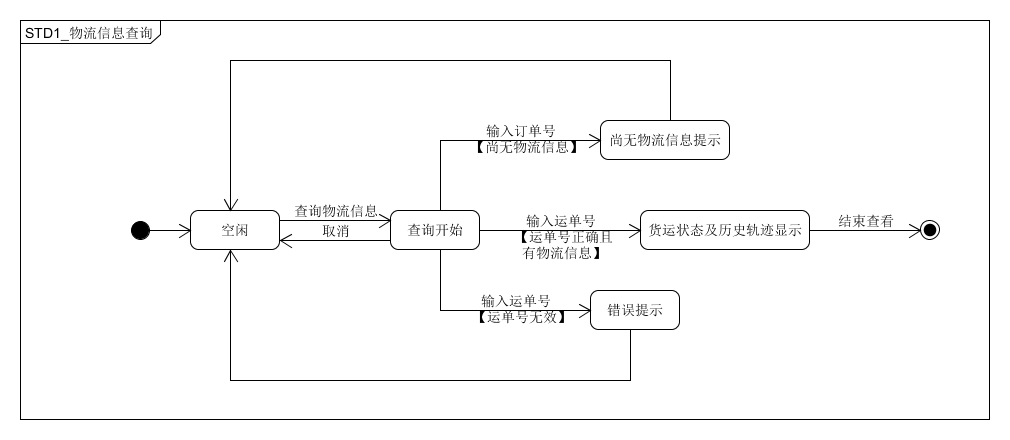 STD1_物流信息查询
输入订单号
【尚无物流信息】
尚无物流信息提示
空闲
查询物流信息
取消
查询开始
输入运单号
【运单号正确且
有物流信息】
货运状态及历史轨迹显示
结束查看
输入运单号
【运单号无效】
错误提示